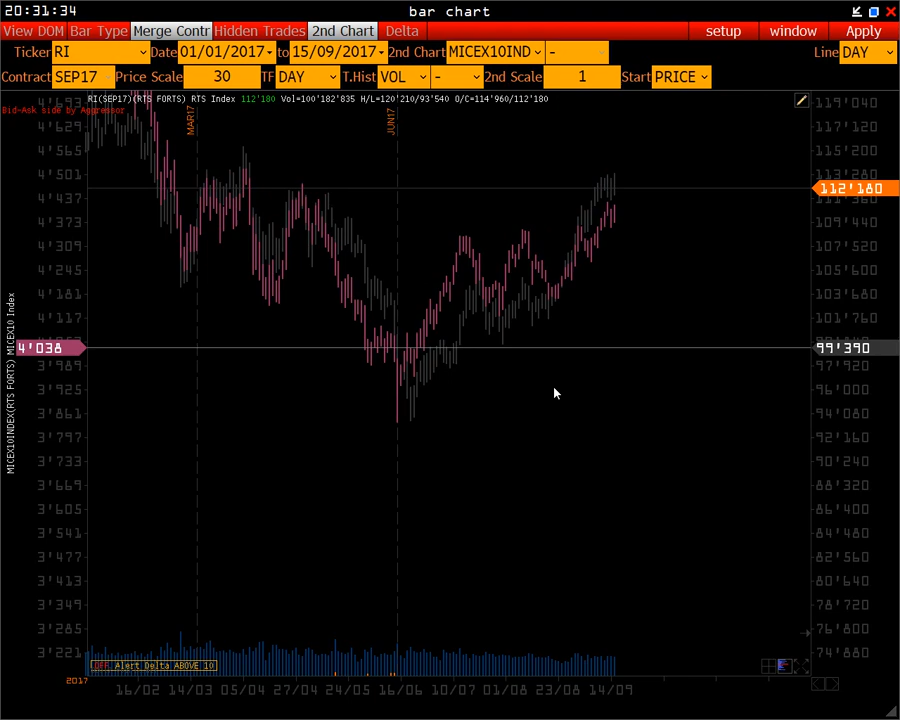 20:31:34 bar chart
View DOM Bar Type Merge Contr Hidden Trades 2nd Chart Delta setup window Apply
Ticker RI Date 01/01/2017 to 15/09/2017 2nd Chart MICEX10IND - Line DAY
Contract SEP17 Price Scale 30 TF DAY T.Hist VOL - 2nd Scale 1 Start PRICE
RI(SEP17)(RTS FORTS) RTS Index 112'180 Vol=100'182'835 H/L=120'210/93'540 O/C=114'960/112'180
Bid-Ask side by Aggressor
MAR17
JUN17
MICEX10INDEX(RTS FORTS) MICEX10 Index
4'693 119'040
4'629 117'120
4'565 115'200
4'501 113'280
112'180
4'437 111'360
4'373 109'440
4'309 107'520
4'245 105'600
4'181 103'680
4'117 101'760
4'038 99'390
3'989 97'920
3'925 96'000
3'861 94'080
3'797 92'160
3'733 90'240
3'669 88'320
3'605 86'400
3'541 84'480
3'477 82'560
3'413 80'640
3'349 78'720
3'285 76'800
3'221 74'880
OFF Alert Delta ABOVE 10
2017
16/02 14/03 05/04 27/04 24/05 16/06 10/07 01/08 23/08 14/09